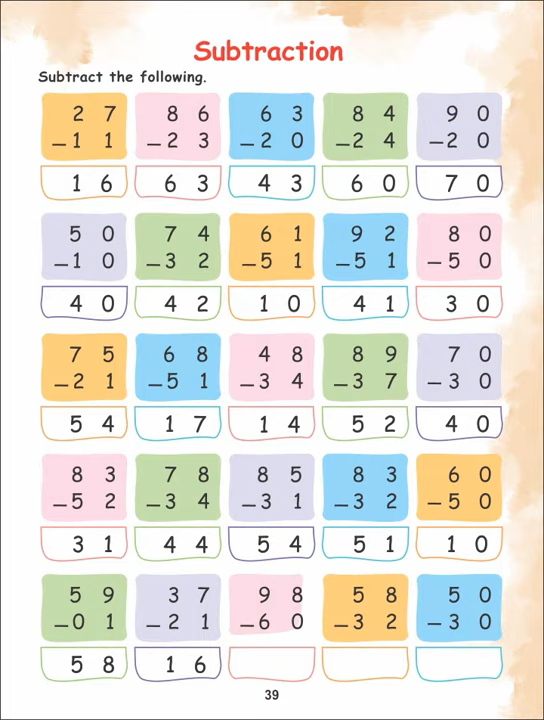 Subtraction
Subtract the following.
2 7 8 6 6 3 8 4 9 0
– 1 1 – 2 3 – 2 0 – 2 4 – 2 0
1 6 6 3 4 3 6 0 7 0
5 0 7 4 6 1 9 2 8 0
– 1 0 – 3 2 – 5 1 – 5 1 – 5 0
4 0 4 2 1 0 4 1 3 0
7 5 6 8 4 8 8 9 7 0
– 2 1 – 5 1 – 3 4 – 3 7 – 3 0
5 4 1 7 1 4 5 2 4 0
8 3 7 8 8 5 8 3 6 0
– 5 2 – 3 4 – 3 1 – 3 2 – 5 0
3 1 4 4 5 4 5 1 1 0
5 9 3 7 9 8 5 8 5 0
– 0 1 – 2 1 – 6 0 – 3 2 – 3 0
5 8 1 6
39